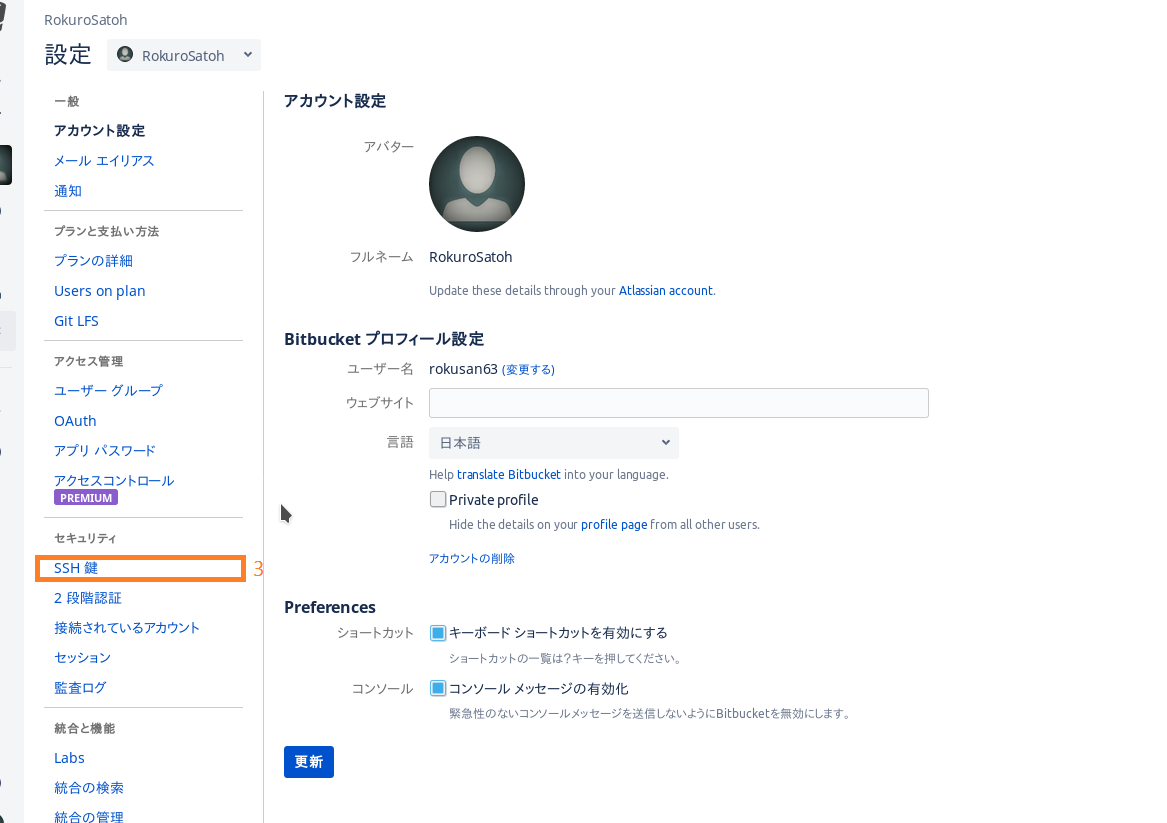 RokuroSatoh
設定 RokuroSatoh
一般
アカウント設定
メール エイリアス
通知
プランと支払い方法
プランの詳細
Users on plan
Git LFS
アクセス管理
ユーザー グループ
OAuth
アプリ パスワード
アクセスコントロール
PREMIUM
セキュリティ
SSH 鍵 3
2 段階認証
接続されているアカウント
セッション
監査ログ
統合と機能
Labs
統合の検索
統合の管理
アカウント設定
アバター
フルネーム RokuroSatoh
Update these details through your Atlassian account.
Bitbucket プロフィール設定
ユーザー名 rokusan63 (変更する)
ウェブサイト
言語 日本語
Help translate Bitbucket into your language.
Private profile
Hide the details on your profile page from all other users.
アカウントの削除
Preferences
ショートカット キーボード ショートカットを有効にする
ショートカットの一覧は？キーを押してください。
コンソール コンソール メッセージの有効化
緊急性のないコンソールメッセージを送信しないようにBitbucketを無効にします。
更新